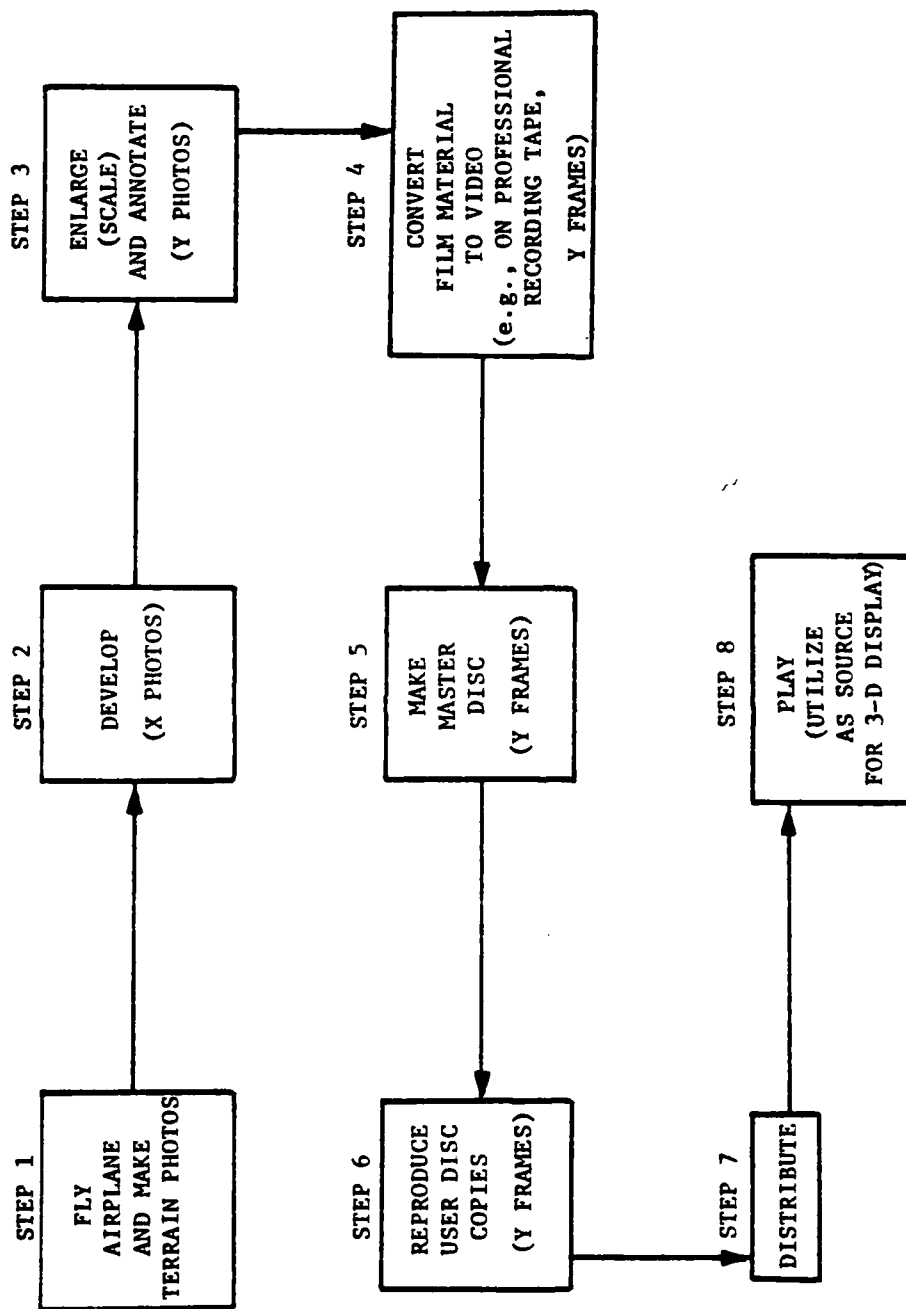 STEP 1
FLY
AIRPLANE
AND MAKE
TERRAIN PHOTOS
STEP 2
DEVELOP
(X PHOTOS)
STEP 3
ENLARGE
(SCALE)
AND ANNOTATE
(Y PHOTOS)
STEP 4
CONVERT
FILM MATERIAL
TO VIDEO
(e.g., ON PROFESSIONAL
RECORDING TAPE,
Y FRAMES)
STEP 5
MAKE
MASTER
DISC
(Y FRAMES)
STEP 6
REPRODUCE
USER DISC
COPIES
(Y FRAMES)
STEP 7
DISTRIBUTE
STEP 8
PLAY
(UTILIZE
AS SOURCE
FOR 3-D DISPLAY)